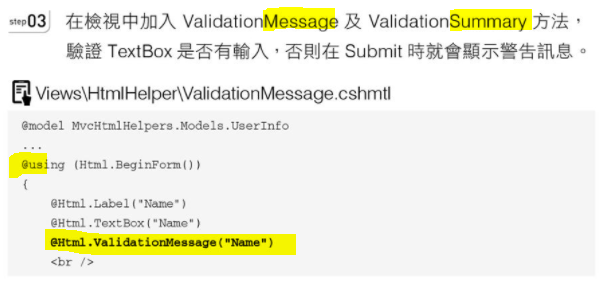 step03 在檢視中加入 ValidationMessage 及 ValidationSummary 方法，
驗證 TextBox 是否有輸入，否則在 Submit 時就會顯示警告訊息。
Views\HtmlHelper\ValidationMessage.cshmtl
@model MvcHtmlHelpers.Models.UserInfo
...
@using (Html.BeginForm())
{
    @Html.Label("Name")
    @Html.TextBox("Name")
    @Html.ValidationMessage("Name")
    <br />